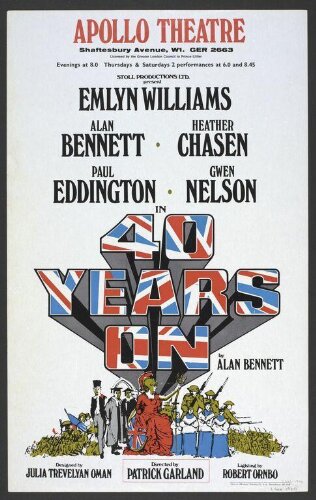 APOLLO THEATRE
Shaftesbury Avenue, W1. GER 2663
Evenings at 8.0 Thursdays & Saturdays 2 performances at 6.0 and 8.45
STOLL PRODUCTIONS LTD.
present
EMLYN WILLIAMS
ALAN BENNETT · HEATHER CHASEN
PAUL EDDINGTON · GWEN NELSON
IN
40
YEARS
ON
by
ALAN BENNETT
Designed by
JULIA TREVELYAN OMAN
Directed by
PATRICK GARLAND
Lighting by
ROBERT ORNBO